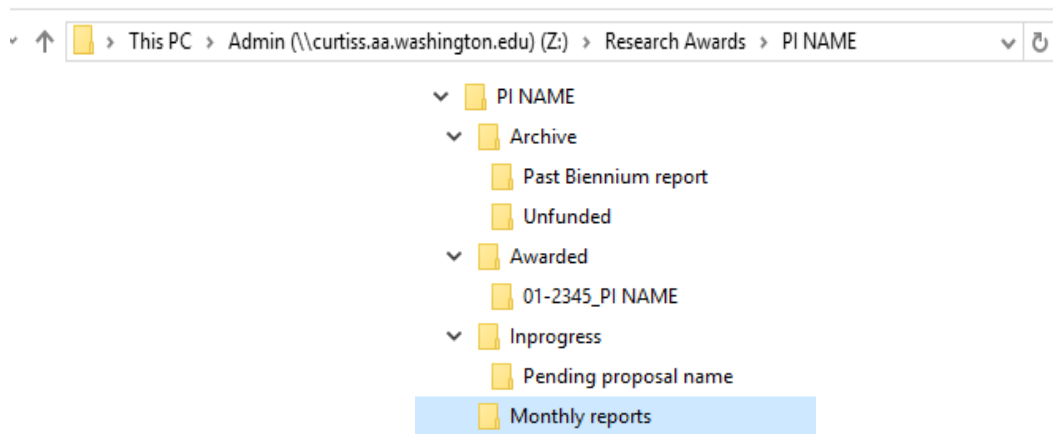 This PC > Admin (\\curtiss.aa.washington.edu) (Z:) > Research Awards > PI NAME
PI NAME
Archive
Past Biennium report
Unfunded
Awarded
01-2345_PI NAME
Inprogress
Pending proposal name
Monthly reports